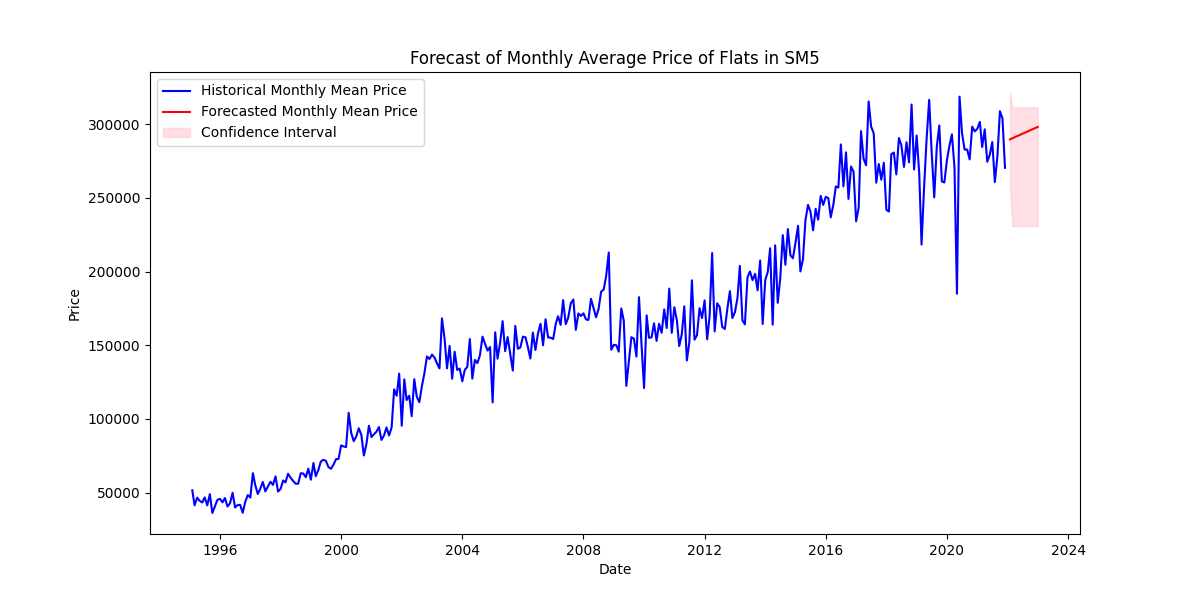 Forecast of Monthly Average Price of Flats in SM5
Historical Monthly Mean Price
Forecasted Monthly Mean Price
Confidence Interval
300000
250000
200000
150000
100000
50000
Price
1996 2000 2004 2008 2012 2016 2020 2024
Date